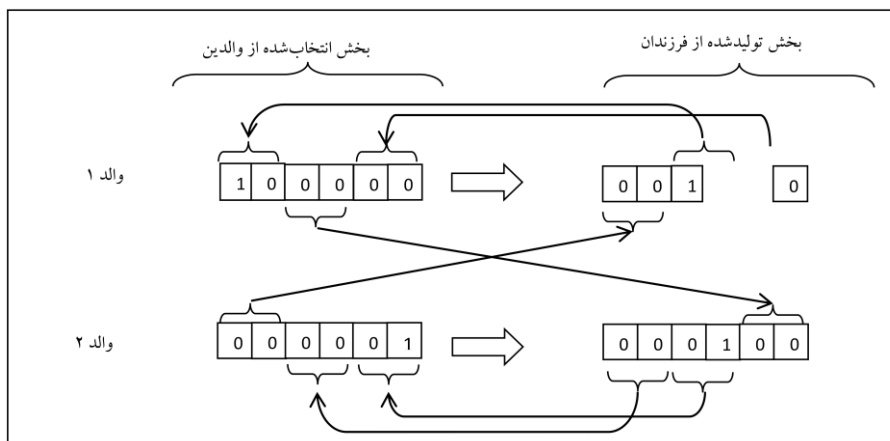 بخش انتخاب‌شده از والدین
بخش تولیدشده از فرزندان
والد ۱
1 0 0 0 0 0
0 0 1 0
والد ۲
0 0 0 0 0 1
0 0 0 1 0 0